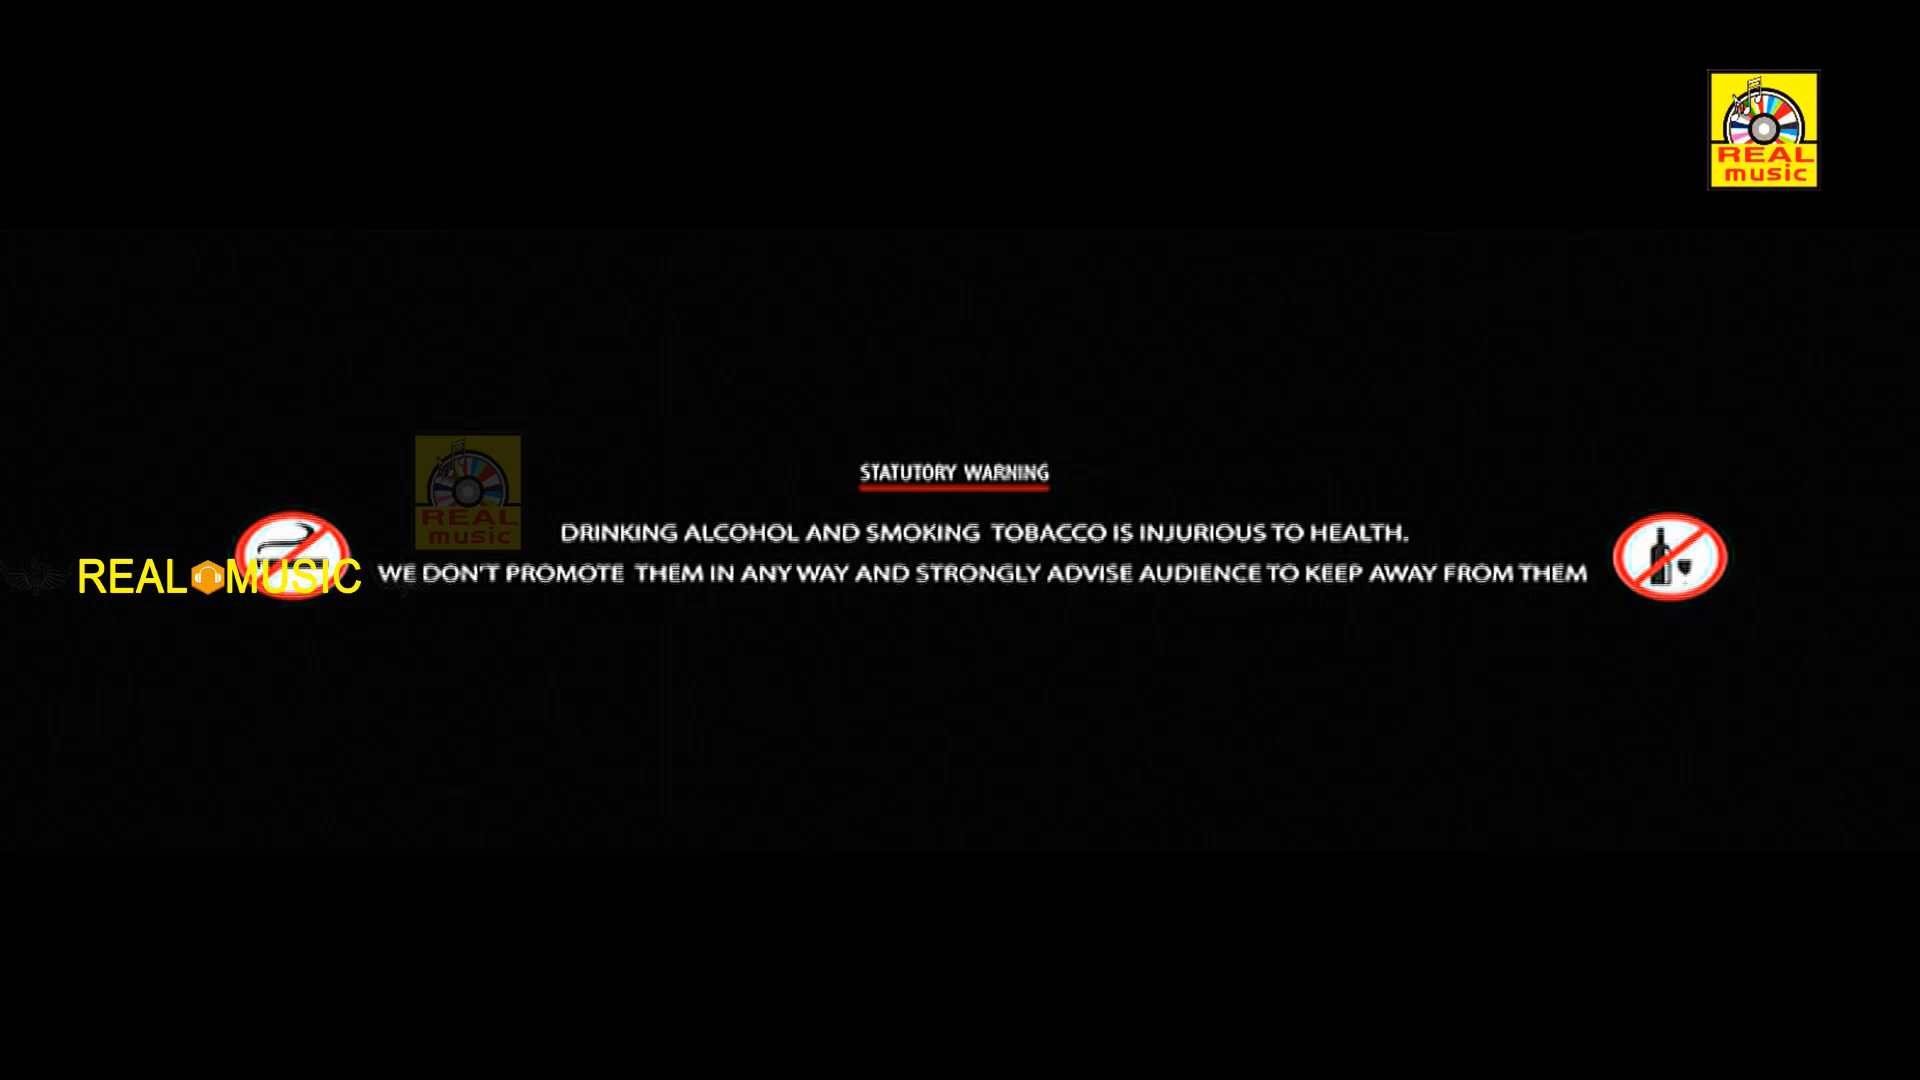 REAL
music
STATUTORY WARNING
REAL
music
DRINKING ALCOHOL AND SMOKING TOBACCO IS INJURIOUS TO HEALTH.
REAL MUSIC
WE DON'T PROMOTE THEM IN ANY WAY AND STRONGLY ADVISE AUDIENCE TO KEEP AWAY FROM THEM